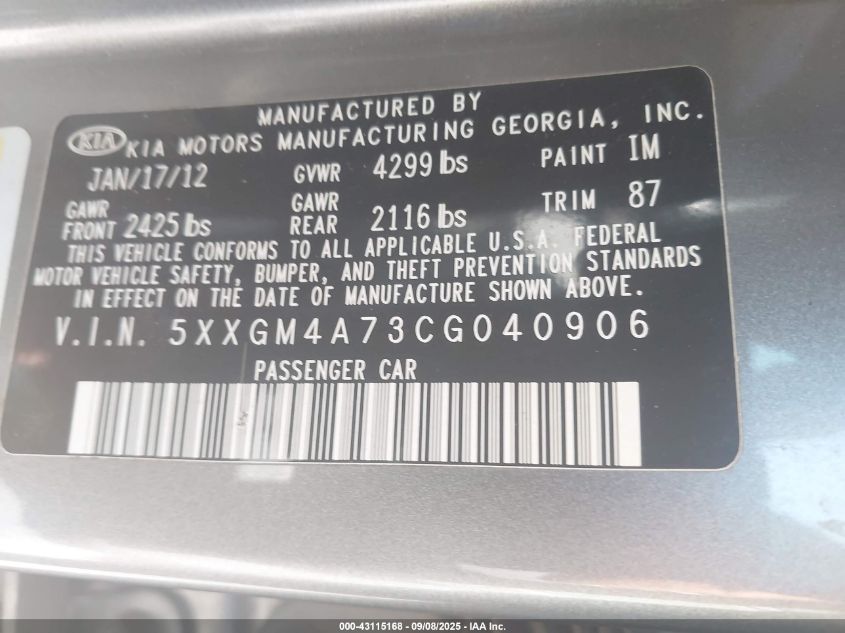 MANUFACTURED BY
KIA KIA MOTORS MANUFACTURING GEORGIA, INC.
JAN/17/12 GVWR 4299 lbs PAINT IM
GAWR FRONT 2425 lbs GAWR REAR 2116 lbs TRIM 87
THIS VEHICLE CONFORMS TO ALL APPLICABLE U.S.A. FEDERAL
MOTOR VEHICLE SAFETY, BUMPER, AND THEFT PREVENTION STANDARDS
IN EFFECT ON THE DATE OF MANUFACTURE SHOWN ABOVE.
V.I.N. 5XXGM4A73CG040906
PASSENGER CAR
000-43115168 - 09/08/2025 - IAA Inc.